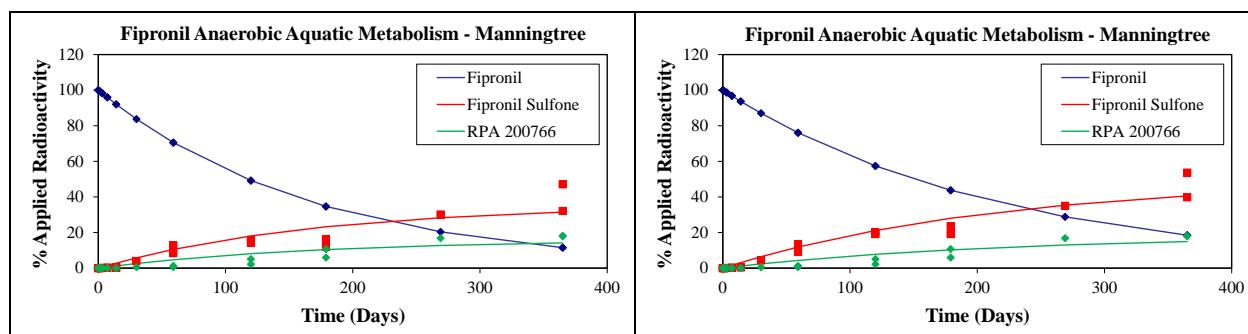 Fipronil Anaerobic Aquatic Metabolism - Manningtree
% Applied Radioactivity
120
100
80
60
40
20
0
Fipronil
Fipronil Sulfone
RPA 200766
0
100
200
300
400
Time (Days)
Fipronil Anaerobic Aquatic Metabolism - Manningtree
% Applied Radioactivity
120
100
80
60
40
20
0
Fipronil
Fipronil Sulfone
RPA 200766
0
100
200
300
400
Time (Days)